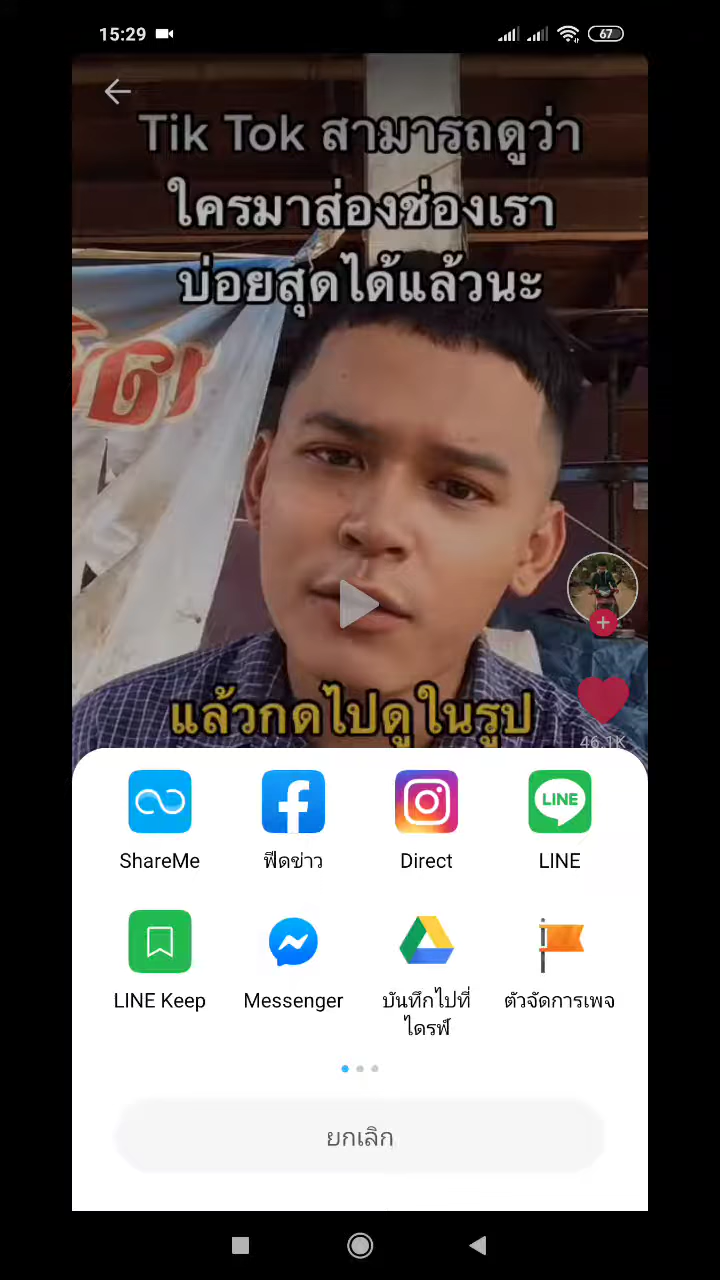 15:29
67
Tik Tok สามารถดูว่า
ใครมาส่องช่องเรา
บ่อยสุดได้แล้วนะ
แล้วกดไปดูในรูป
46.1K
ShareMe
ฟีดข่าว
Direct
LINE
LINE
LINE Keep
Messenger
บันทึกไปที่
ไดรฟ์
ตัวจัดการเพจ
ยกเลิก